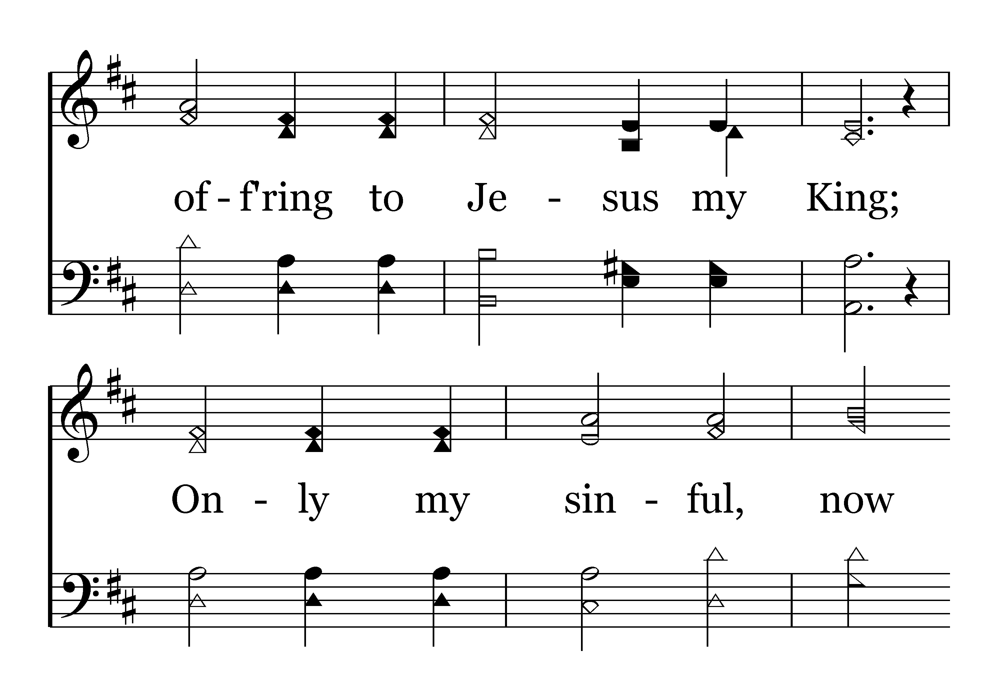 of - f'ring to Je - sus my King;
On - ly my sin - ful, now